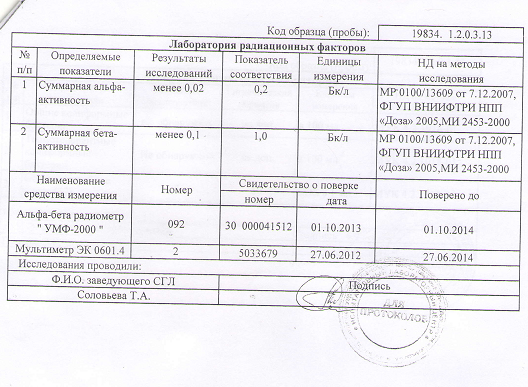 Код образца (пробы): 19834. 1.2.0.3.13
Лаборатория радиационных факторов
№ п/п Определяемые показатели Результаты исследований Показатель соответствия Единицы измерения НД на методы исследования
1 Суммарная альфа-активность менее 0,02 0,2 Бк/л МР 0100/13609 от 7.12.2007, ФГУП ВНИИФТРИ НПП «Доза» 2005,МИ 2453-2000
2 Суммарная бета-активность менее 0,1 1,0 Бк/л МР 0100/13609 от 7.12.2007, ФГУП ВНИИФТРИ НПП «Доза» 2005,МИ 2453-2000
Наименование средства измерения Номер Свидетельство о поверке Поверено до
номер дата
Альфа-бета радиометр " УМФ-2000 " 092 30 000041512 01.10.2013 01.10.2014
Мультиметр ЭК 0601.4 2 5033679 27.06.2012 27.06.2014
Исследования проводили:
Ф.И.О. заведующего СГЛ Подпись
Соловьева Т.А.
ДЛЯ
ПРОТОКОЛОВ